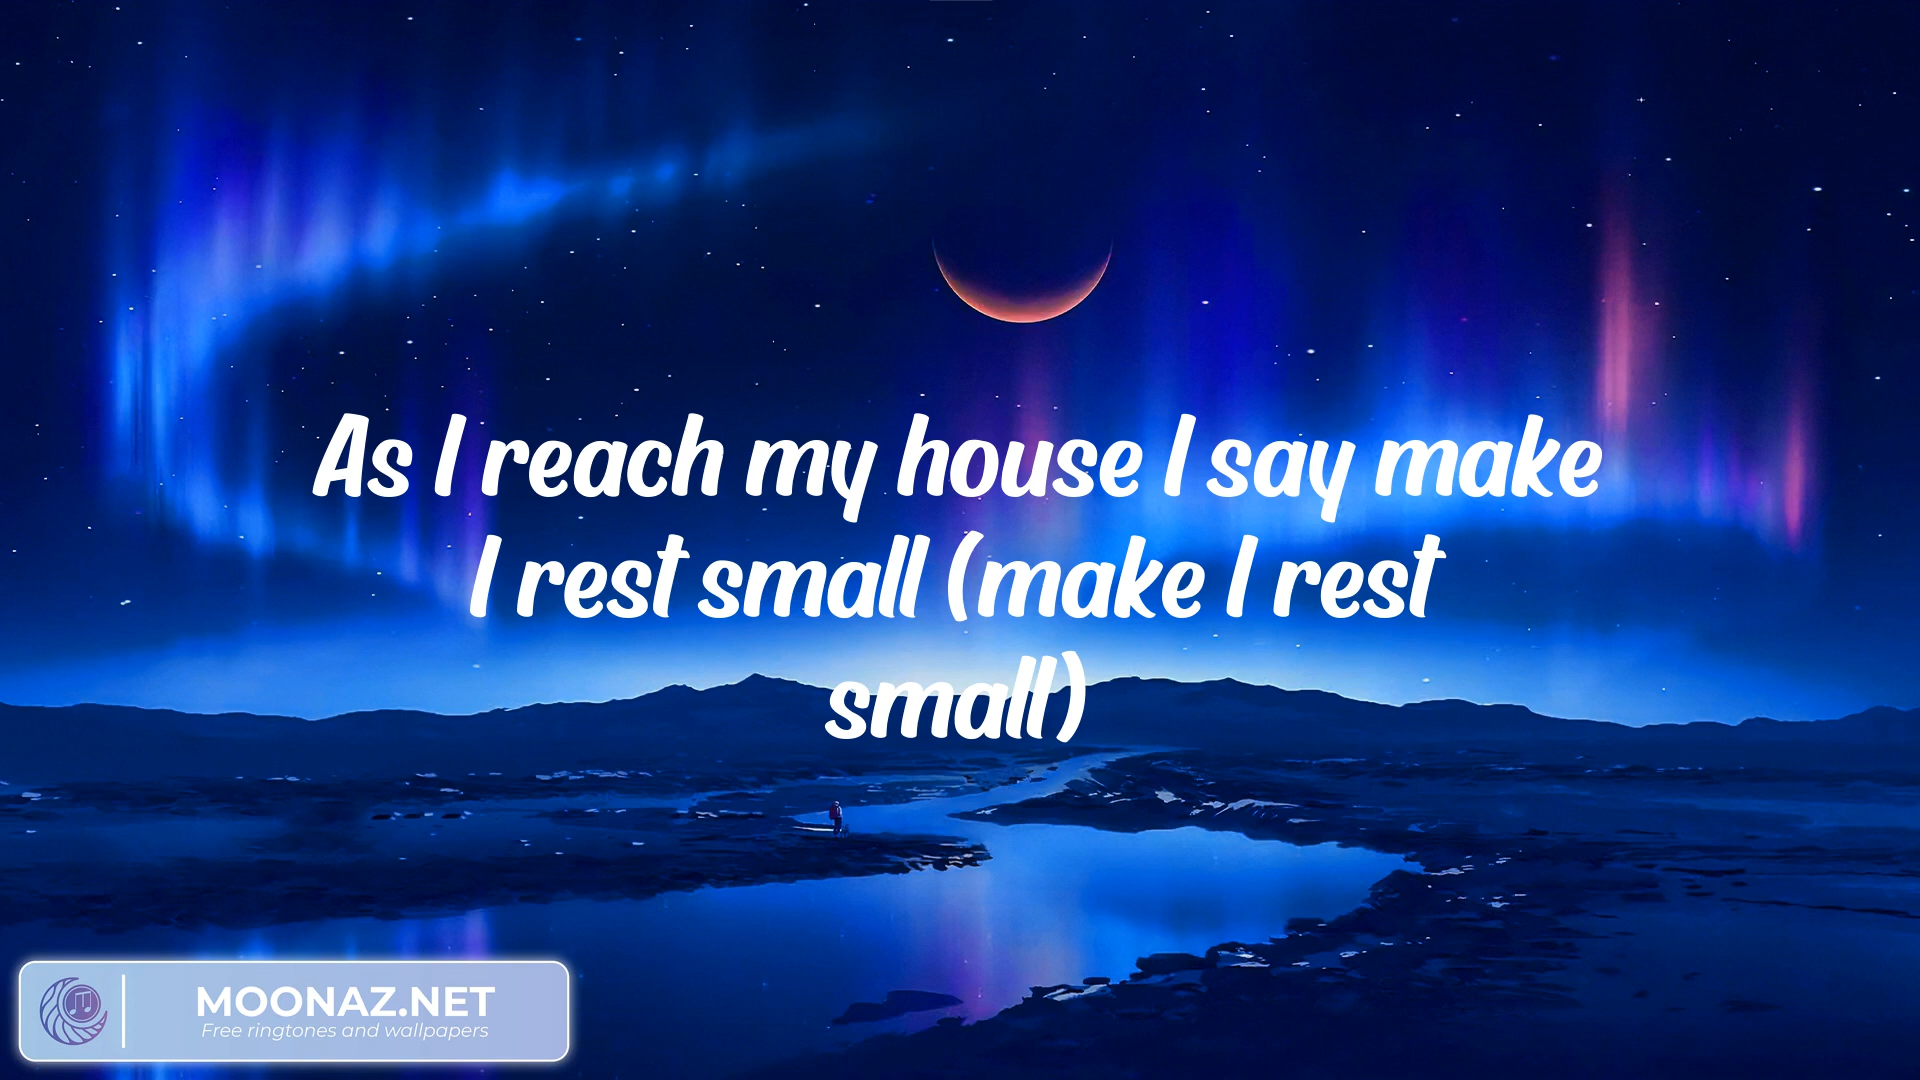 As I reach my house I say make
I rest small (make I rest
small)
MOONAZ.NET
Free ringtones and wallpapers